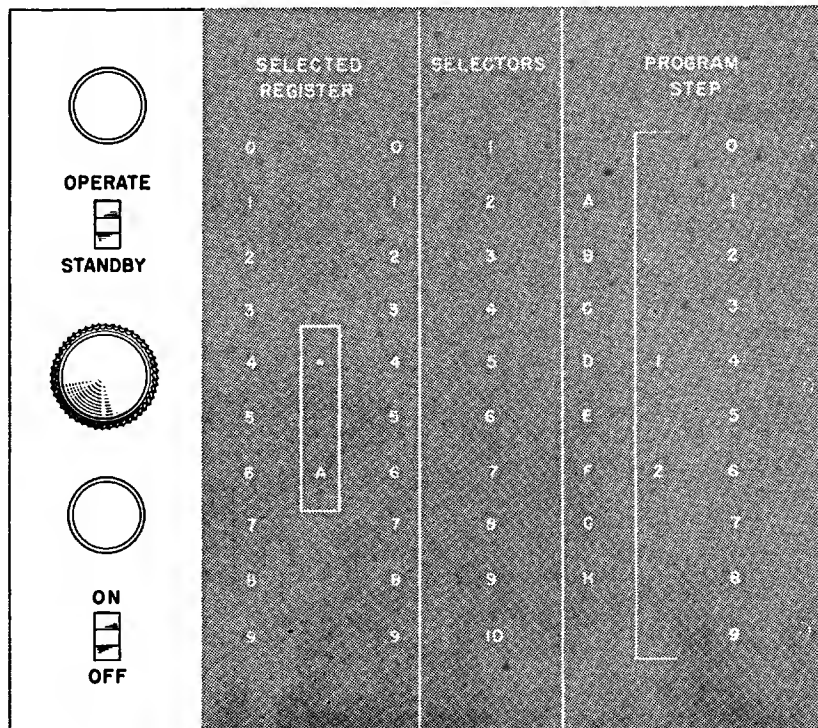 SELECTED REGISTER
SELECTORS
PROGRAM STEP
OPERATE
STANDBY
ON
OFF
0 0 1 0
1 1 2 A 1
2 2 3 B 2
3 3 4 C 3
4 - 4 5 D 1 4
5 5 6 E 5
6 A 6 7 F 2 6
7 7 8 G 7
8 8 9 H 8
9 9 10 9